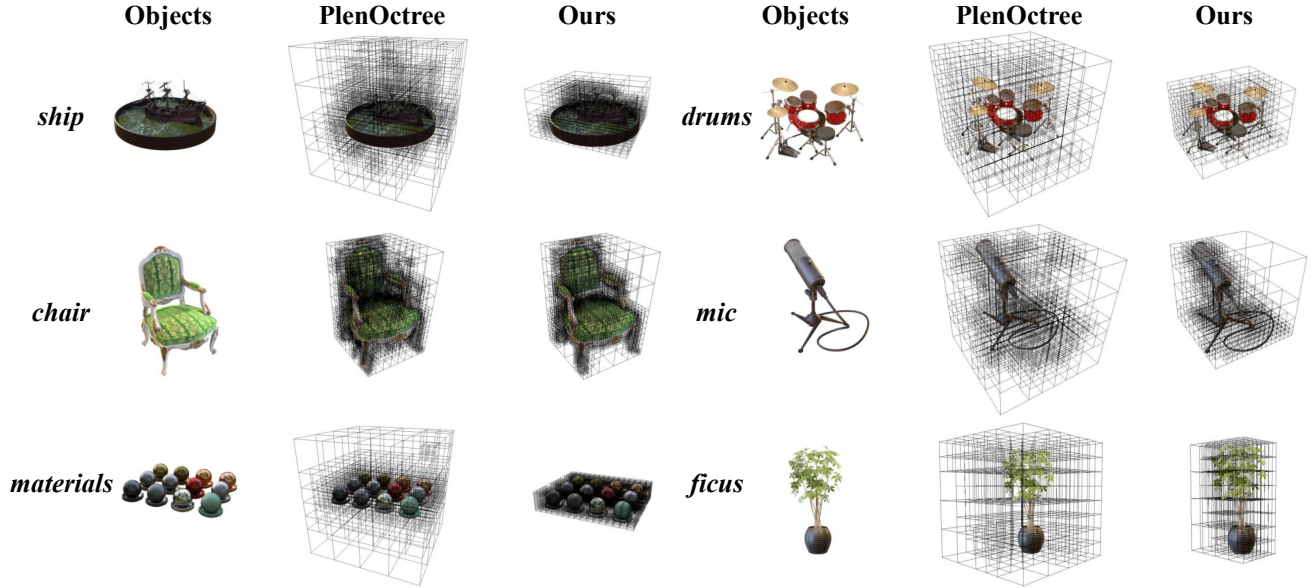 Objects PlenOctree Ours Objects PlenOctree Ours
ship drums
chair mic
materials ficus